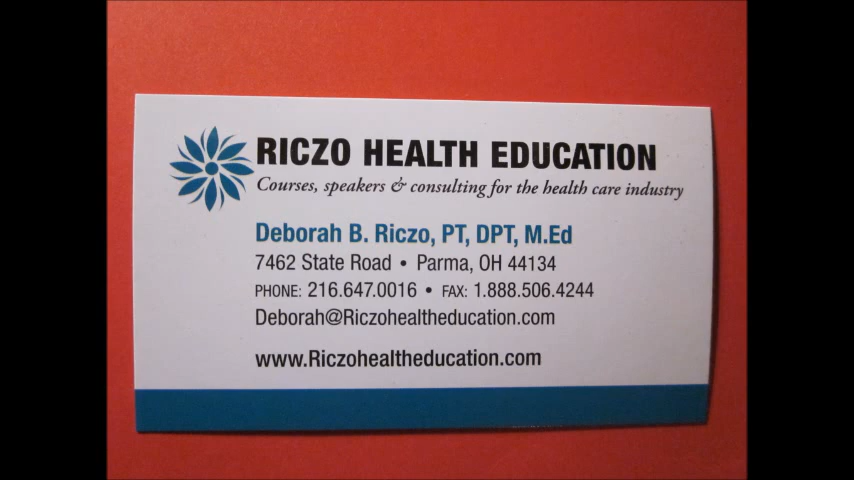 RICZO HEALTH EDUCATION
Courses, speakers & consulting for the health care industry
Deborah B. Riczo, PT, DPT, M.Ed
7462 State Road • Parma, OH 44134
PHONE: 216.647.0016 • FAX: 1.888.506.4244
Deborah@Riczohealtheducation.com
www.Riczohealtheducation.com